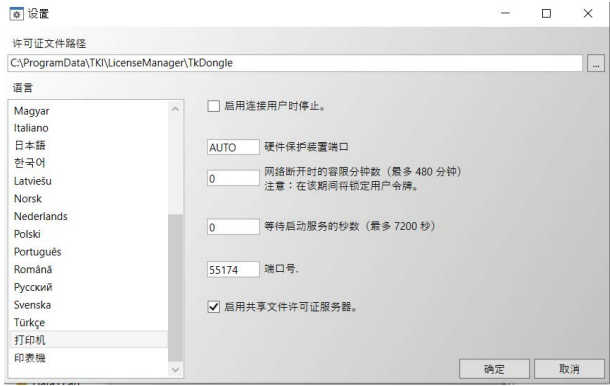 设置
许可证文件路径
C:\ProgramData\TKI\LicenseManager\TkDongle
...
语言
Magyar
Italiano
日本語
한국어
Latviešu
Norsk
Nederlands
Polski
Português
Română
Русский
Svenska
Türkçe
打印机
印表機
启用连接用户时停止。
AUTO 硬件保护装置端口
0 网络断开时的容限分钟数（最多 480 分钟）
注意：在该期间将锁定用户令牌。
0 等待启动服务的秒数（最多 7200 秒）
55174 端口号.
启用共享文件许可证服务器。
确定 取消